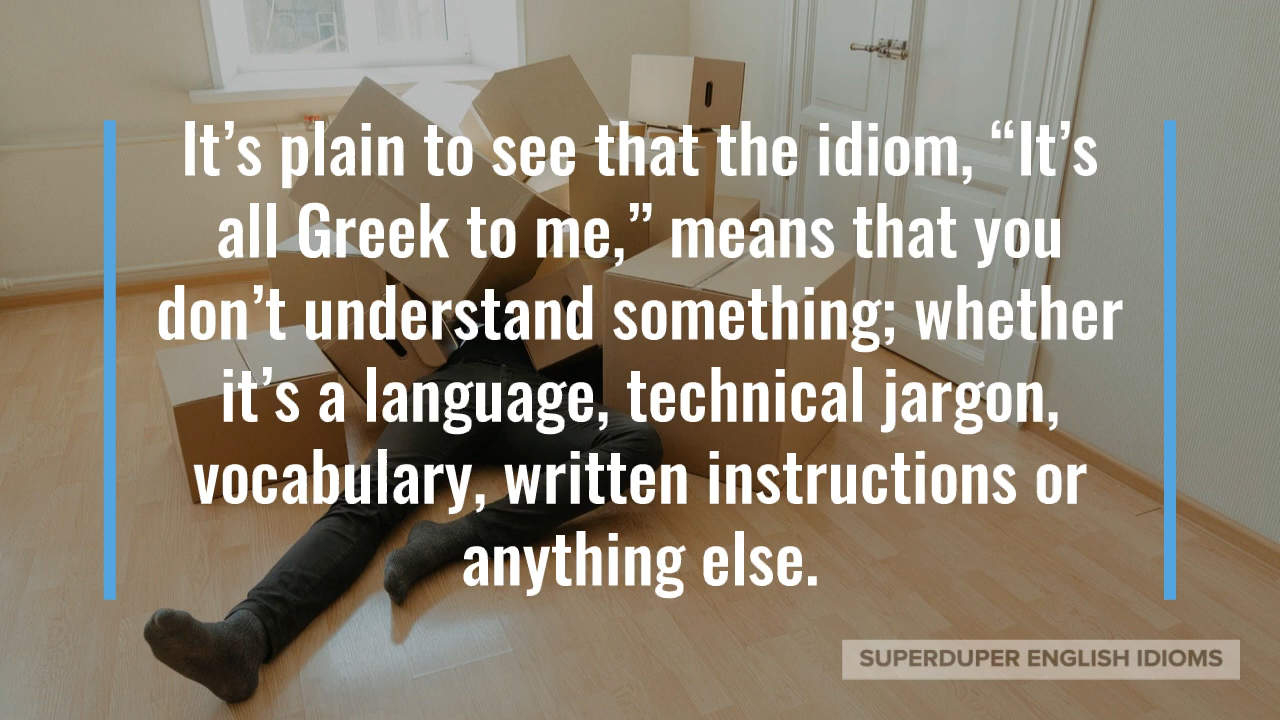 It’s plain to see that the idiom, “It’s
all Greek to me,” means that you
don’t understand something; whether
it’s a language, technical jargon,
vocabulary, written instructions or
anything else.
SUPERDUPER ENGLISH IDIOMS